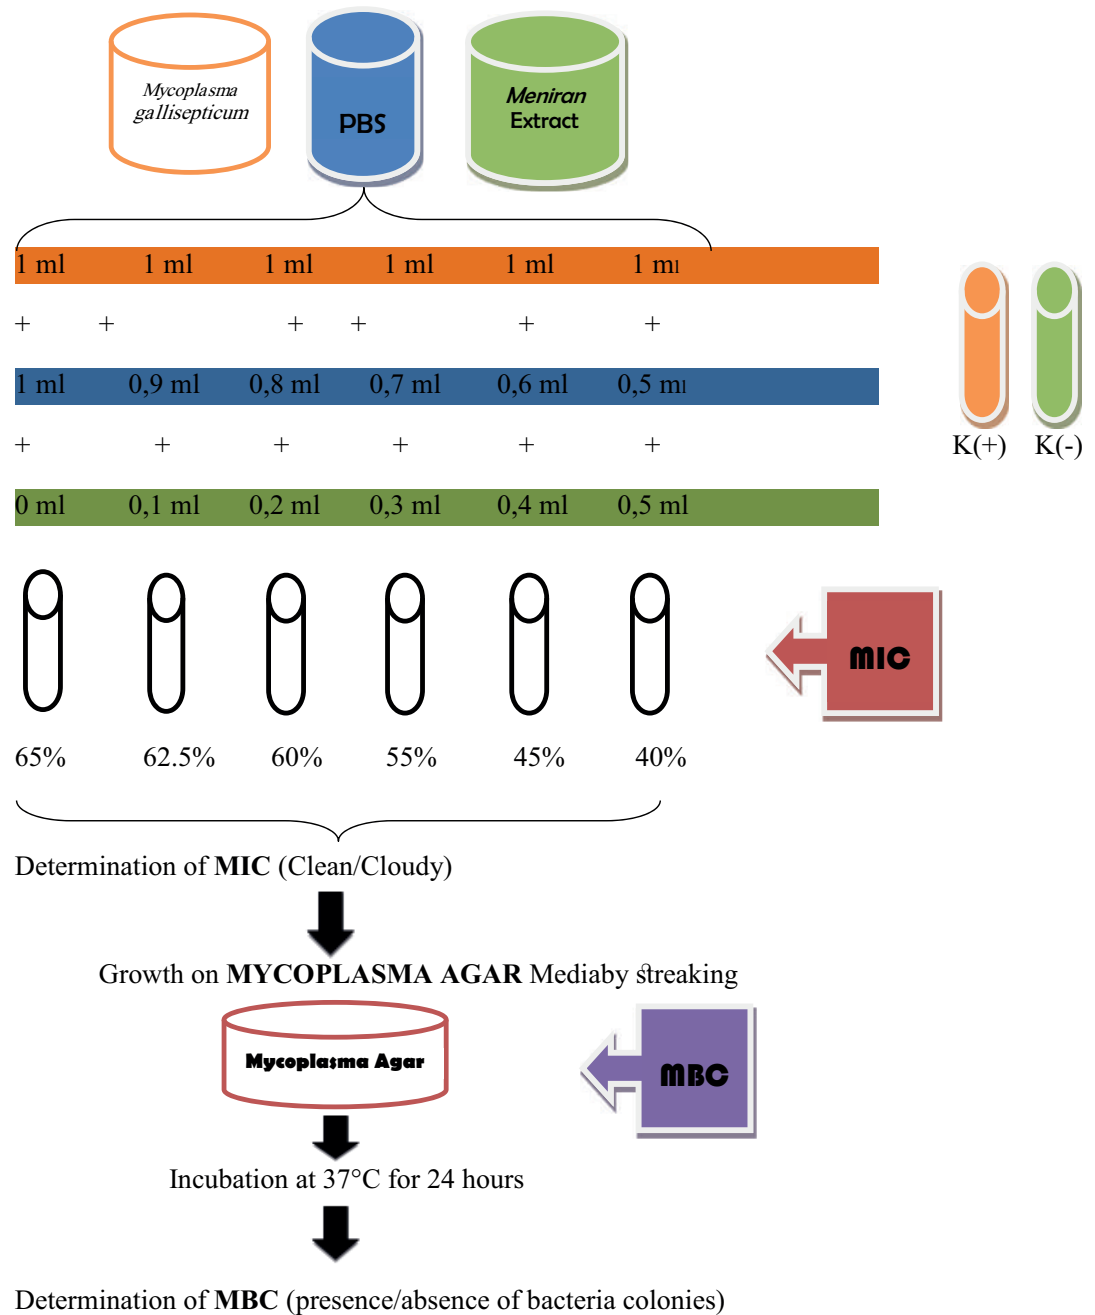 Mycoplasma
gallisepticum
PBS
Meniran
Extract
1 ml 1 ml 1 ml 1 ml 1 ml 1 ml
+ + + + + +
1 ml 0,9 ml 0,8 ml 0,7 ml 0,6 ml 0,5 ml
+ + + + + +
K(+) K(-)
0 ml 0,1 ml 0,2 ml 0,3 ml 0,4 ml 0,5 ml
MIC
65% 62.5% 60% 55% 45% 40%
Determination of MIC (Clean/Cloudy)
Growth on MYCOPLASMA AGAR Mediaby streaking
Mycoplasma Agar
MBC
Incubation at 37°C for 24 hours
Determination of MBC (presence/absence of bacteria colonies)